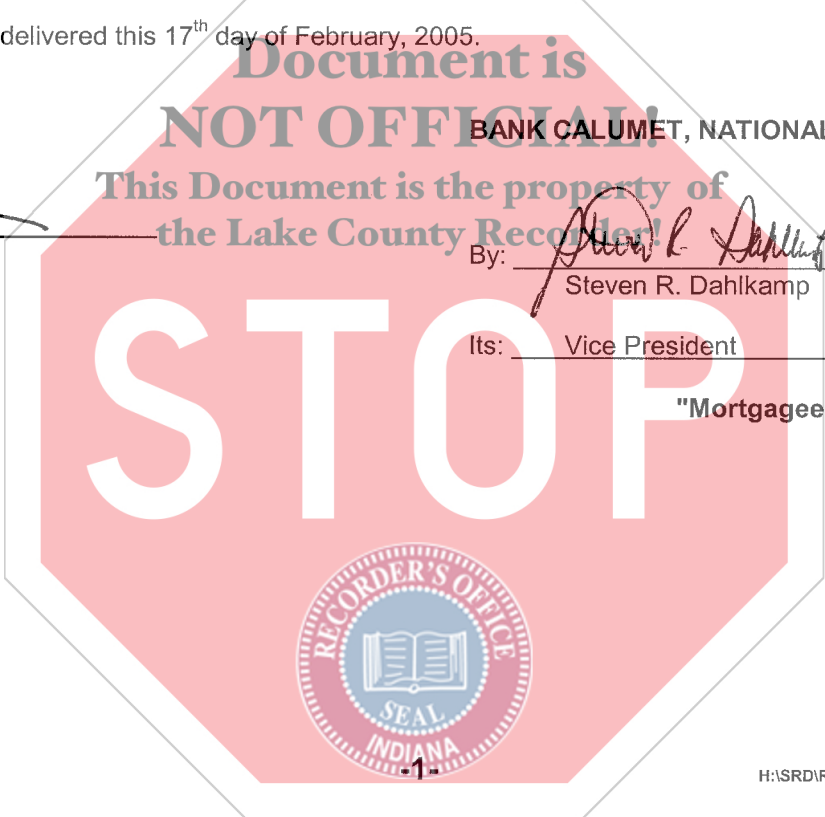 delivered this 17th day of February, 2005.
Document is
NOT OFFICIAL!
BANK CALUMET, NATIONAL
This Document is the property of
the Lake County Recorder!
By:
Steven R. Dahlkamp
Its: Vice President
"Mortgagee
STOP
RECORDER'S OFFICE
SEAL
INDIANA
-1-
H:\SRD\R